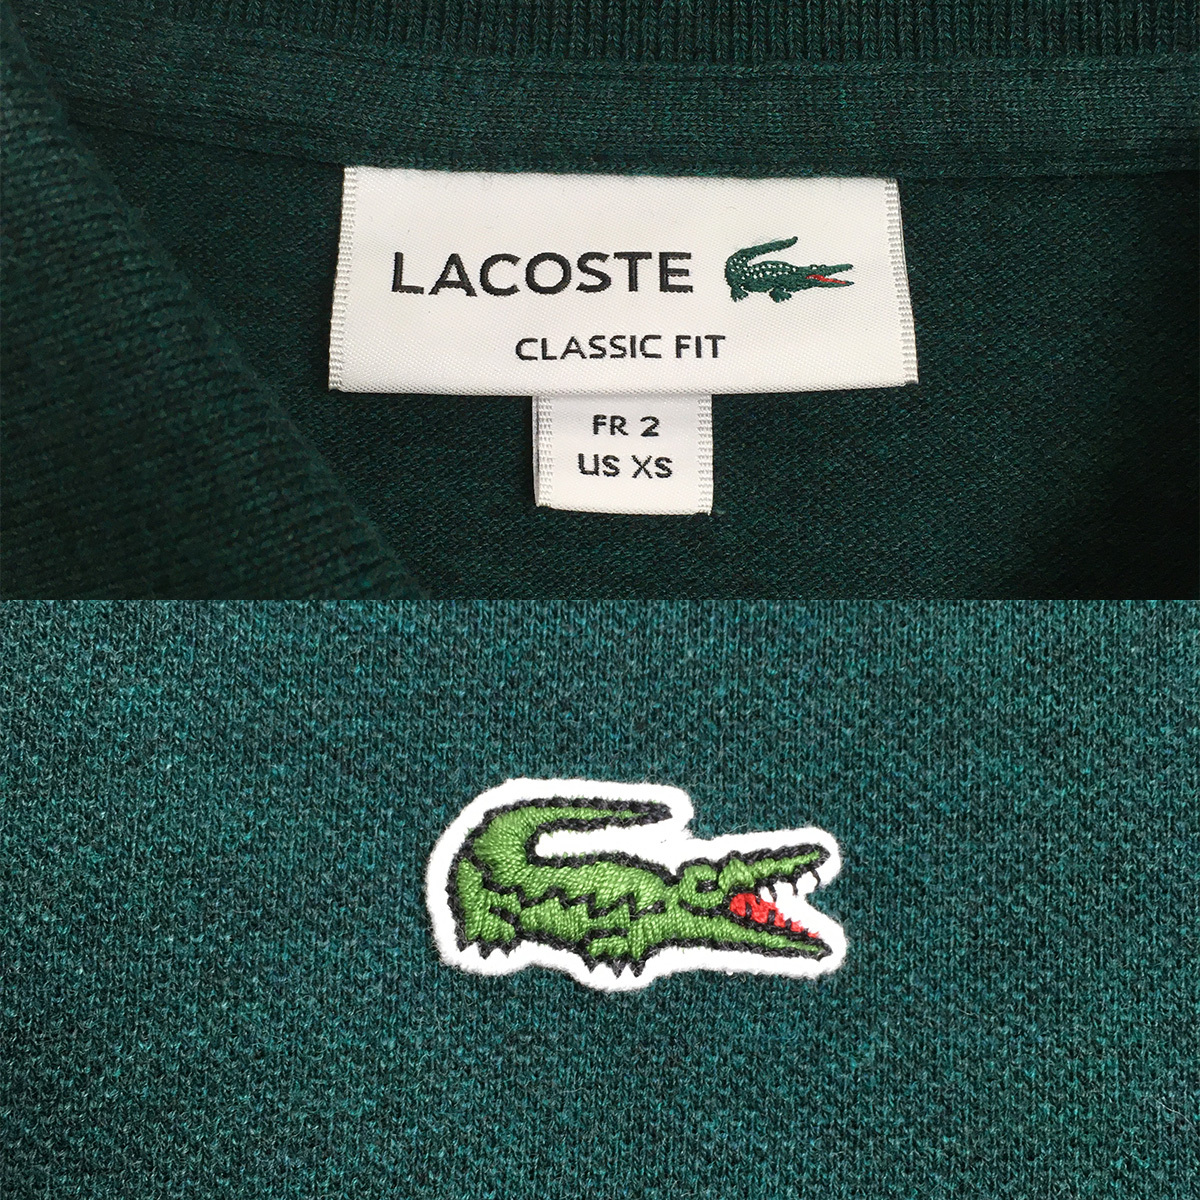 LACOSTE
CLASSIC FIT
FR 2
US XS